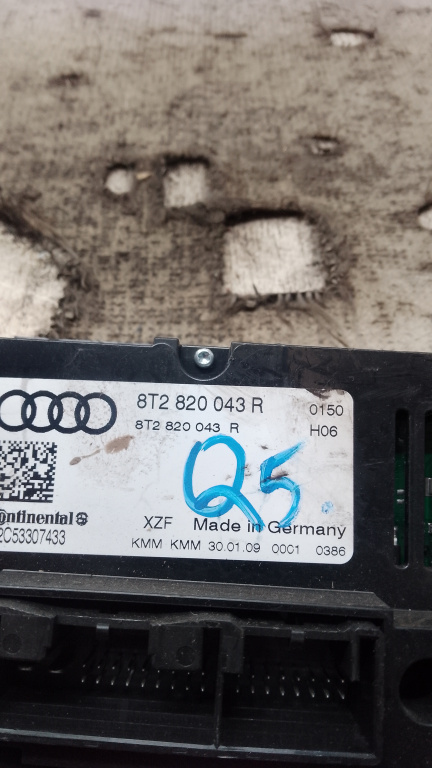 8T2 820 043 R 0150
8T2 820 043 R H06
Q5.
Continental
2C53307433
XZF Made in Germany
KMM KMM 30.01.09 0001 0386